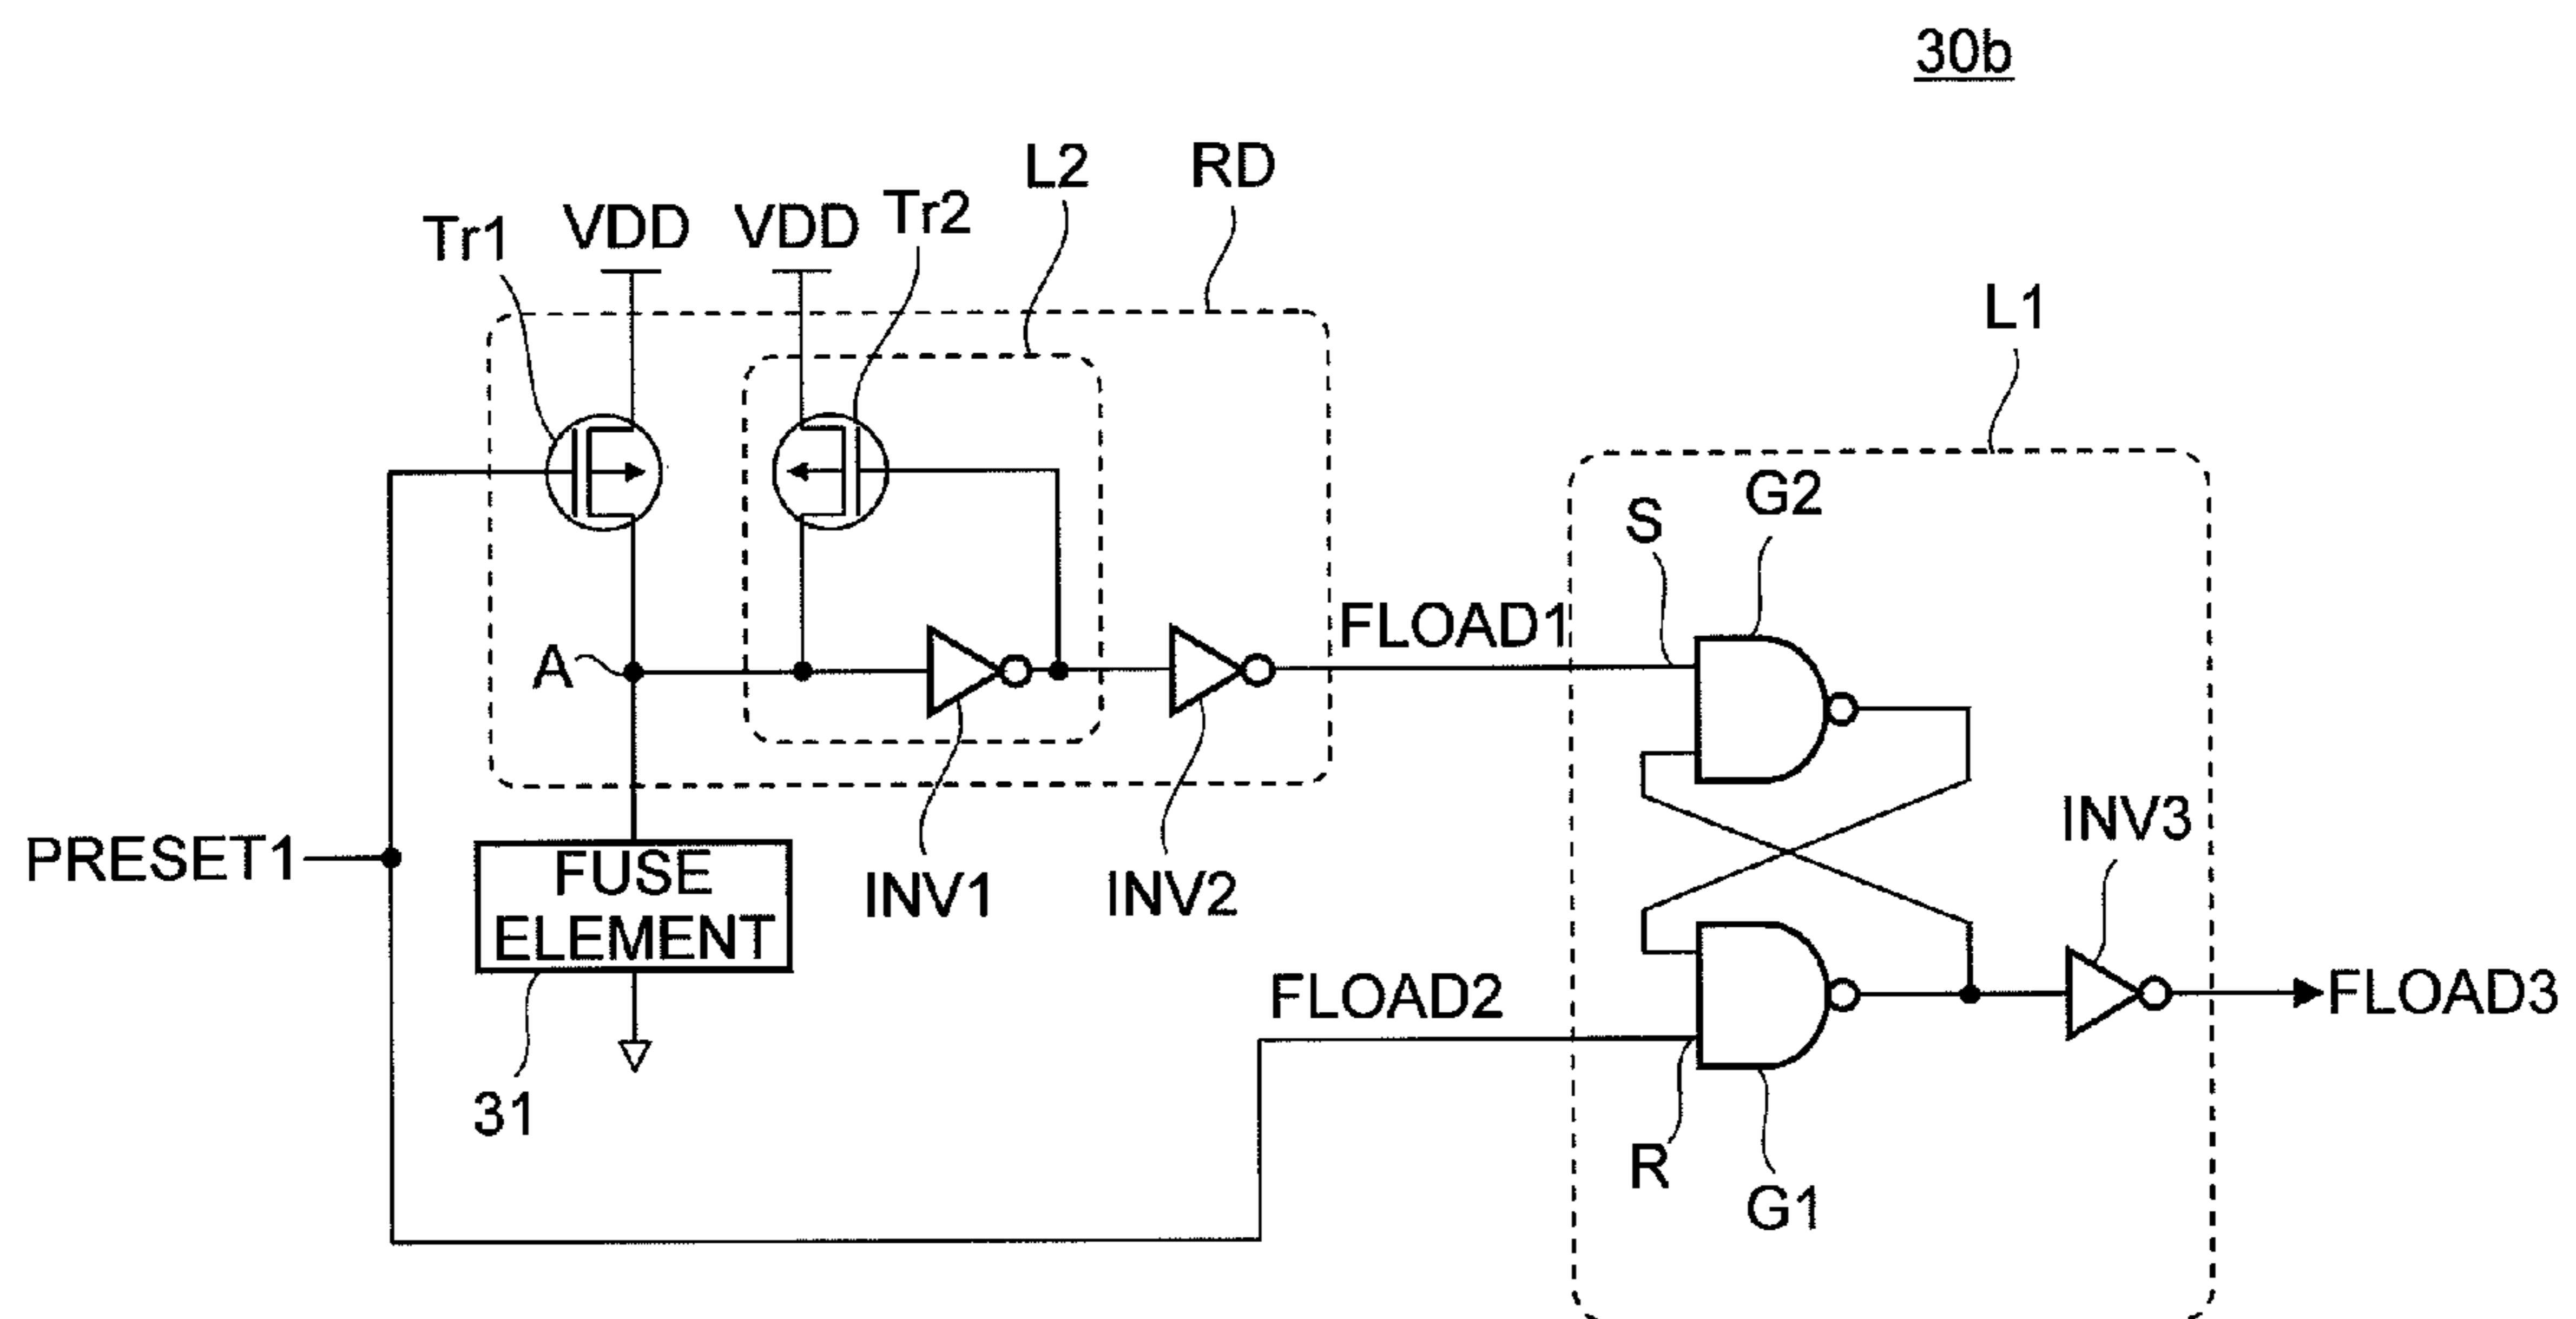 30b
L2
RD
Tr1
VDD
VDD
Tr2
L1
G2
S
FLOAD1
A
INV3
PRESET1
FUSE
ELEMENT
INV1
INV2
FLOAD2
FLOAD3
31
R
G1